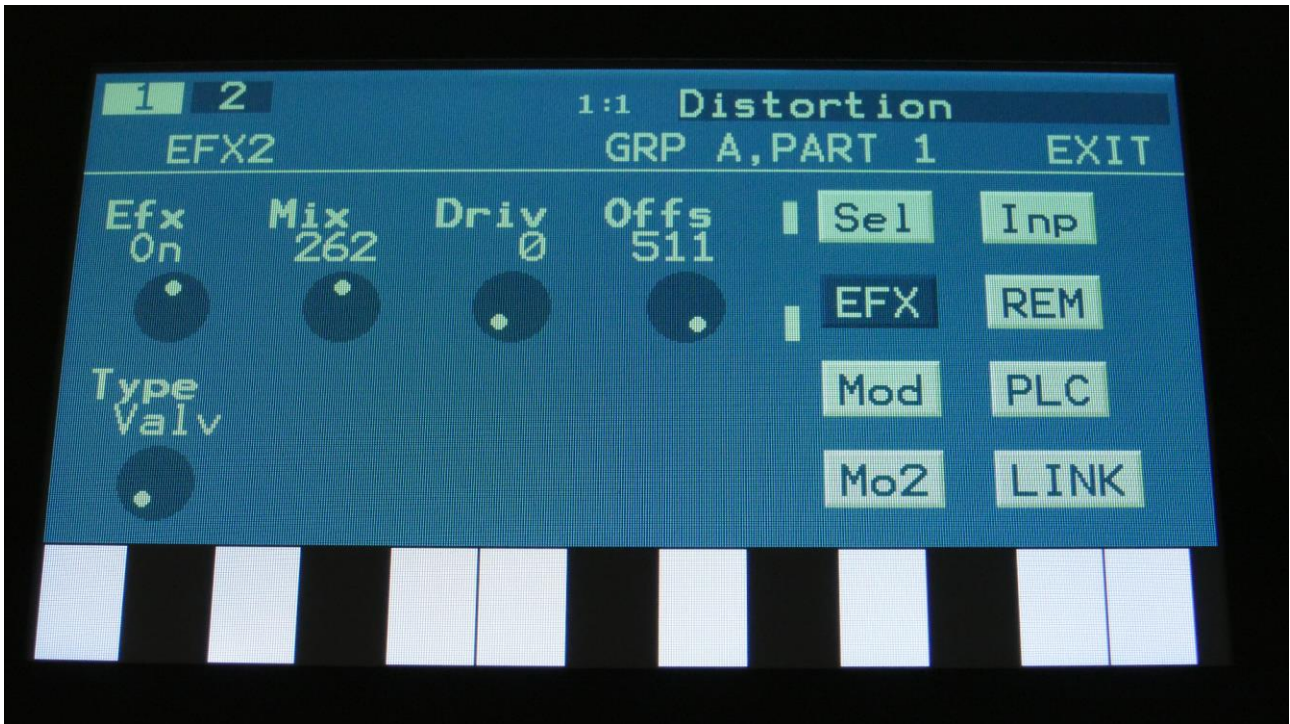 1 2 1:1 Distortion
EFX2 GRP A,PART 1 EXIT
Efx Mix Driv Offs Sel Inp
On 262 0 511
EFX REM
Type Mod PLC
Valv
Mo2 LINK